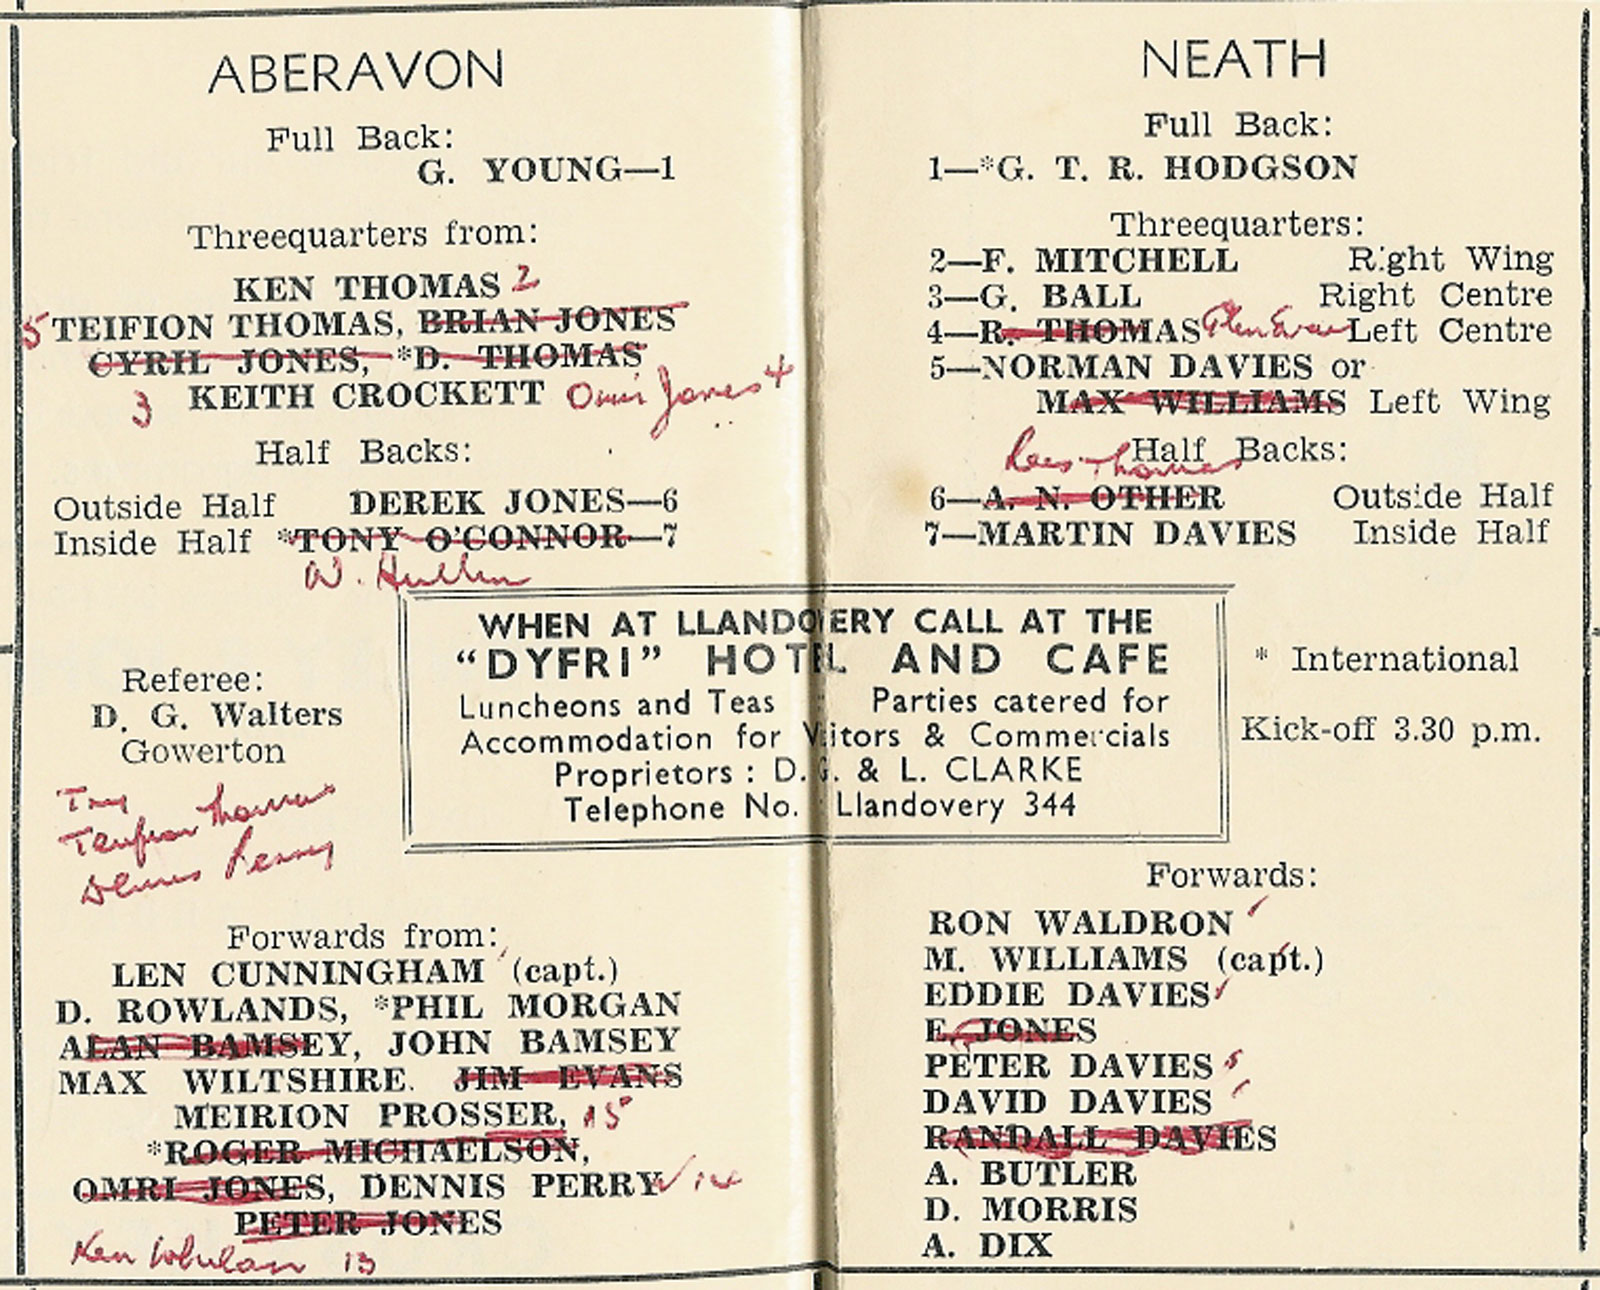 ABERAVON
Full Back:
G. YOUNG—1
Threequarters from:
KEN THOMAS 2
5 TEIFION THOMAS, BRIAN JONES
CYRIL JONES, *D. THOMAS
3 KEITH CROCKETT Omri Jones 4
Half Backs:
Outside Half DEREK JONES—6
Inside Half *TONY O'CONNOR—7
W. Hullin
Referee:
D. G. Walters
Gowerton
Try
Teifion Thomas
Dennis Perry
Forwards from:
LEN CUNNINGHAM (capt.)
D. ROWLANDS, *PHIL MORGAN
ALAN BAMSEY, JOHN BAMSEY
MAX WILTSHIRE. JIM EVANS
MEIRION PROSSER, 15
*ROGER MICHAELSON,
OMRI JONES, DENNIS PERRY 14
PETER JONES
Ken Whelan 13
WHEN AT LLANDOVERY CALL AT THE
“DYFRI” HOTEL AND CAFE
Luncheons and Teas : Parties catered for
Accommodation for Visitors & Commercials
Proprietors : D. G. & L. CLARKE
Telephone No. Llandovery 344
NEATH
Full Back:
1—*G. T. R. HODGSON
Threequarters:
2—F. MITCHELL Right Wing
3—G. BALL Right Centre
4—R. THOMAS Glen Evans Left Centre
5—NORMAN DAVIES or
MAX WILLIAMS Left Wing
Half Backs:
Rees Thomas
6—A. N. OTHER Outside Half
7—MARTIN DAVIES Inside Half
* International
Kick-off 3.30 p.m.
Forwards:
RON WALDRON
M. WILLIAMS (capt.)
EDDIE DAVIES
E. JONES
PETER DAVIES
DAVID DAVIES
RANDALL DAVIES
A. BUTLER
D. MORRIS
A. DIX